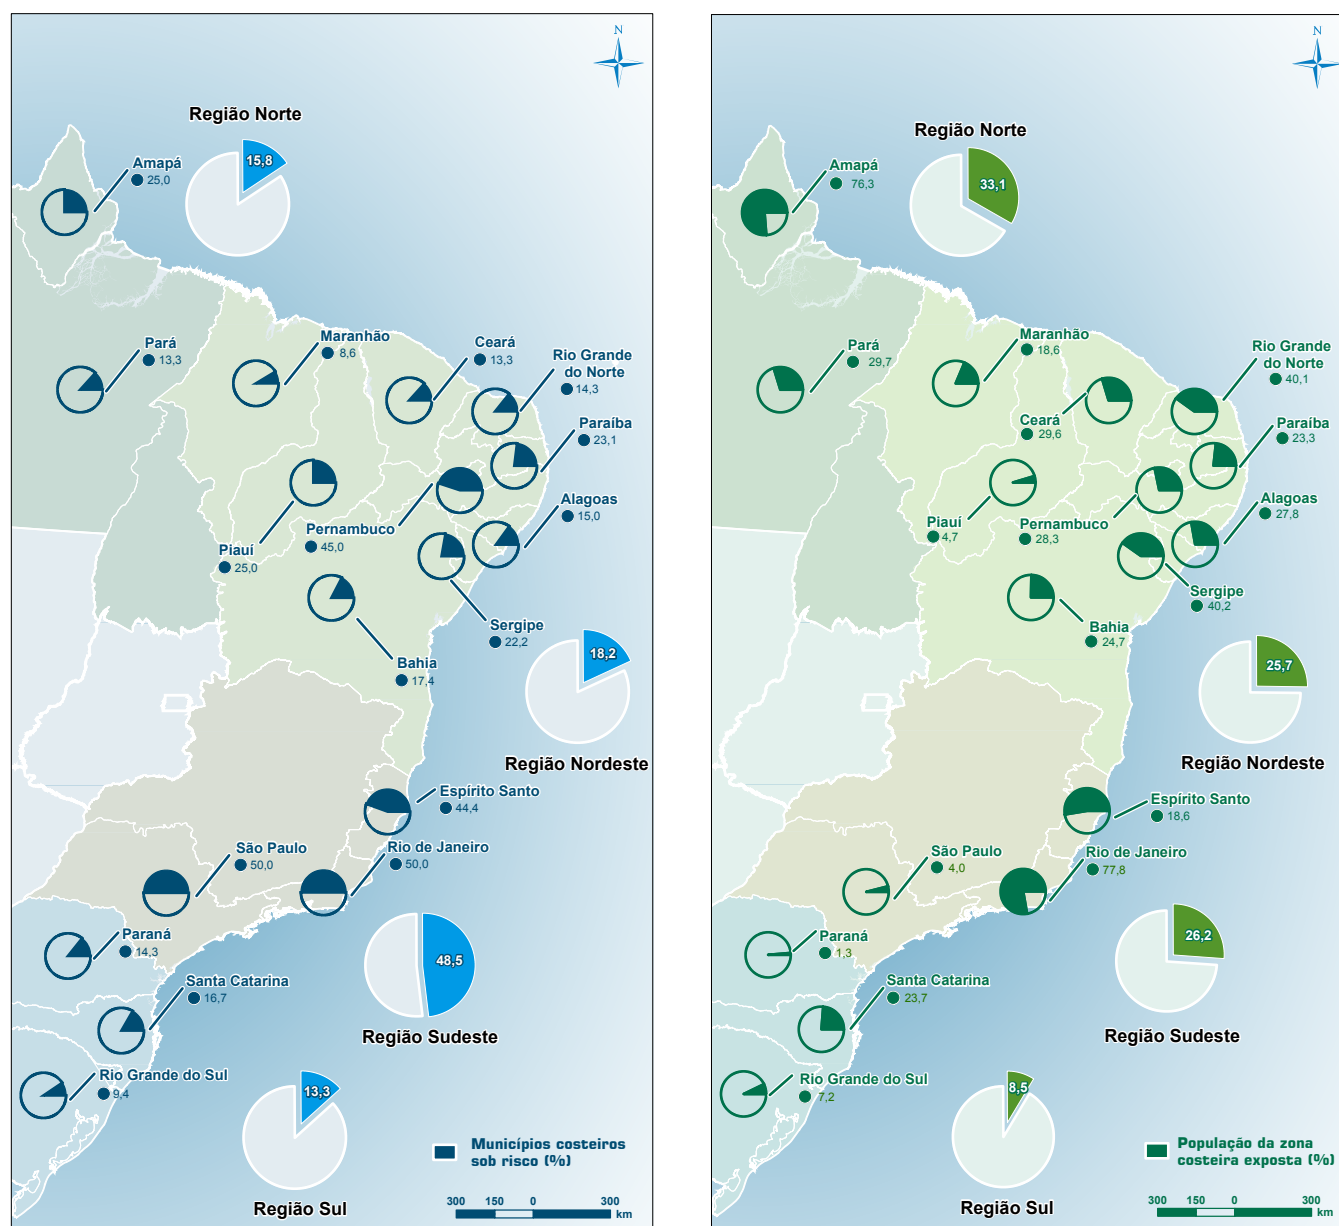 N
Região Norte
15,8
Amapá
25,0
Pará
13,3
Maranhão
8,6
Ceará
13,3
Rio Grande
do Norte
14,3
Paraíba
23,1
Alagoas
15,0
Pernambuco
45,0
Piauí
25,0
Sergipe
22,2
Bahia
17,4
18,2
Região Nordeste
Espírito Santo
44,4
São Paulo
50,0
Rio de Janeiro
50,0
Paraná
14,3
48,5
Região Sudeste
Santa Catarina
16,7
Rio Grande do Sul
9,4
13,3
Região Sul
Municípios costeiros
sob risco (%)
300 150 0 300
km
N
Região Norte
33,1
Amapá
76,3
Pará
29,7
Maranhão
18,6
Ceará
29,6
Rio Grande
do Norte
40,1
Paraíba
23,3
Alagoas
27,8
Piauí
4,7
Pernambuco
28,3
Sergipe
40,2
Bahia
24,7
25,7
Região Nordeste
Espírito Santo
18,6
São Paulo
4,0
Rio de Janeiro
77,8
Paraná
1,3
26,2
Região Sudeste
Santa Catarina
23,7
Rio Grande do Sul
7,2
8,5
Região Sul
População da zona
costeira exposta (%)
300 150 0 300
km